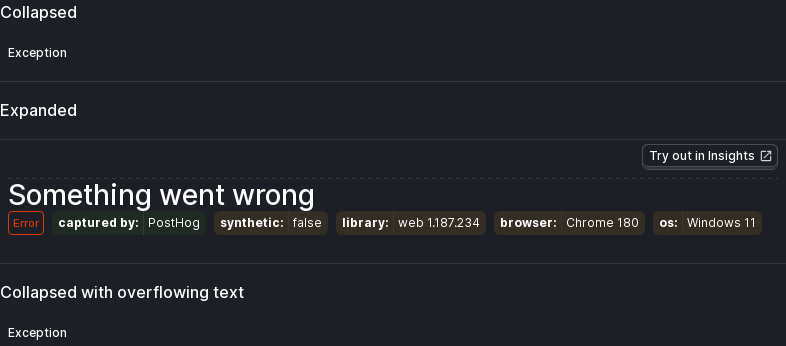 Collapsed
Exception
Expanded
Try out in Insights
Something went wrong
Error captured by: PostHog synthetic: false library: web 1.187.234 browser: Chrome 180 os: Windows 11
Collapsed with overflowing text
Exception